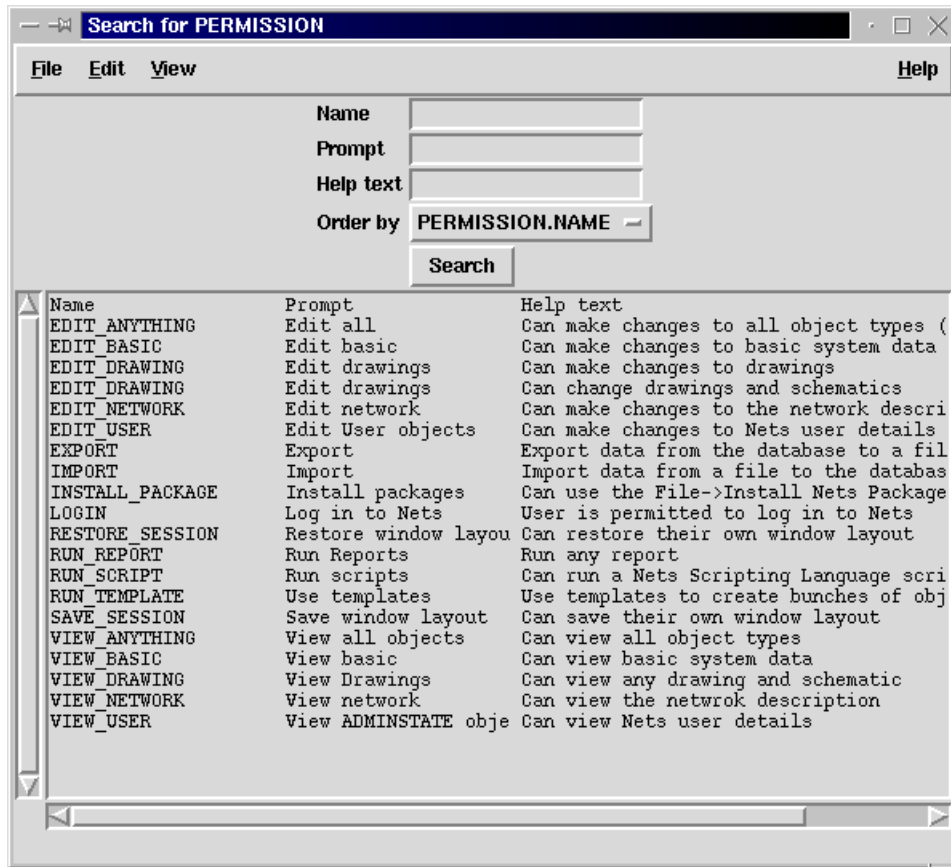 Search for PERMISSION
File Edit View Help
Name
Prompt
Help text
Order by PERMISSION.NAME
Search
Name Prompt Help text
EDIT_ANYTHING Edit all Can make changes to all object types (
EDIT_BASIC Edit basic Can make changes to basic system data
EDIT_DRAWING Edit drawings Can make changes to drawings
EDIT_DRAWING Edit drawings Can change drawings and schematics
EDIT_NETWORK Edit network Can make changes to the network descri
EDIT_USER Edit User objects Can make changes to Nets user details
EXPORT Export Export data from the database to a fil
IMPORT Import Import data from a file to the databas
INSTALL_PACKAGE Install packages Can use the File->Install Nets Package
LOGIN Log in to Nets User is permitted to log in to Nets
RESTORE_SESSION Restore window layou Can restore their own window layout
RUN_REPORT Run Reports Run any report
RUN_SCRIPT Run scripts Can run a Nets Scripting Language scri
RUN_TEMPLATE Use templates Use templates to create bunches of obj
SAVE_SESSION Save window layout Can save their own window layout
VIEW_ANYTHING View all objects Can view all object types
VIEW_BASIC View basic Can view basic system data
VIEW_DRAWING View Drawings Can view any drawing and schematic
VIEW_NETWORK View network Can view the netwrok description
VIEW_USER View ADMINSTATE obje Can view Nets user details